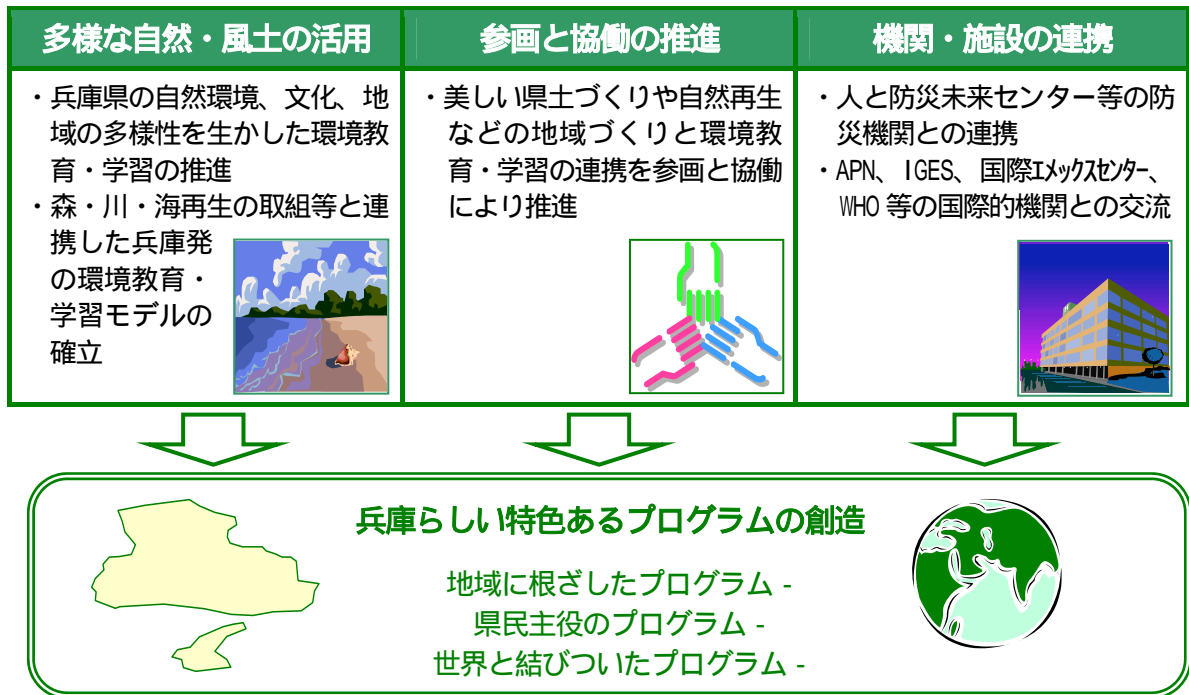 多様な自然・風土の活用
・兵庫県の自然環境、文化、地
域の多様性を生かした環境教
育・学習の推進
・森・川・海再生の取組等と連
携した兵庫発
の環境教育・
学習モデルの
確立
参画と協働の推進
・美しい県土づくりや自然再生
などの地域づくりと環境教
育・学習の連携を参画と協働
により推進
機関・施設の連携
・人と防災未来センター等の防
災機関との連携
・APN、IGES、国際ｴﾒｯｸｽｾﾝﾀｰ、
WHO 等の国際的機関との交流
兵庫らしい特色あるプログラムの創造
地域に根ざしたプログラム -
県民主役のプログラム -
世界と結びついたプログラム -